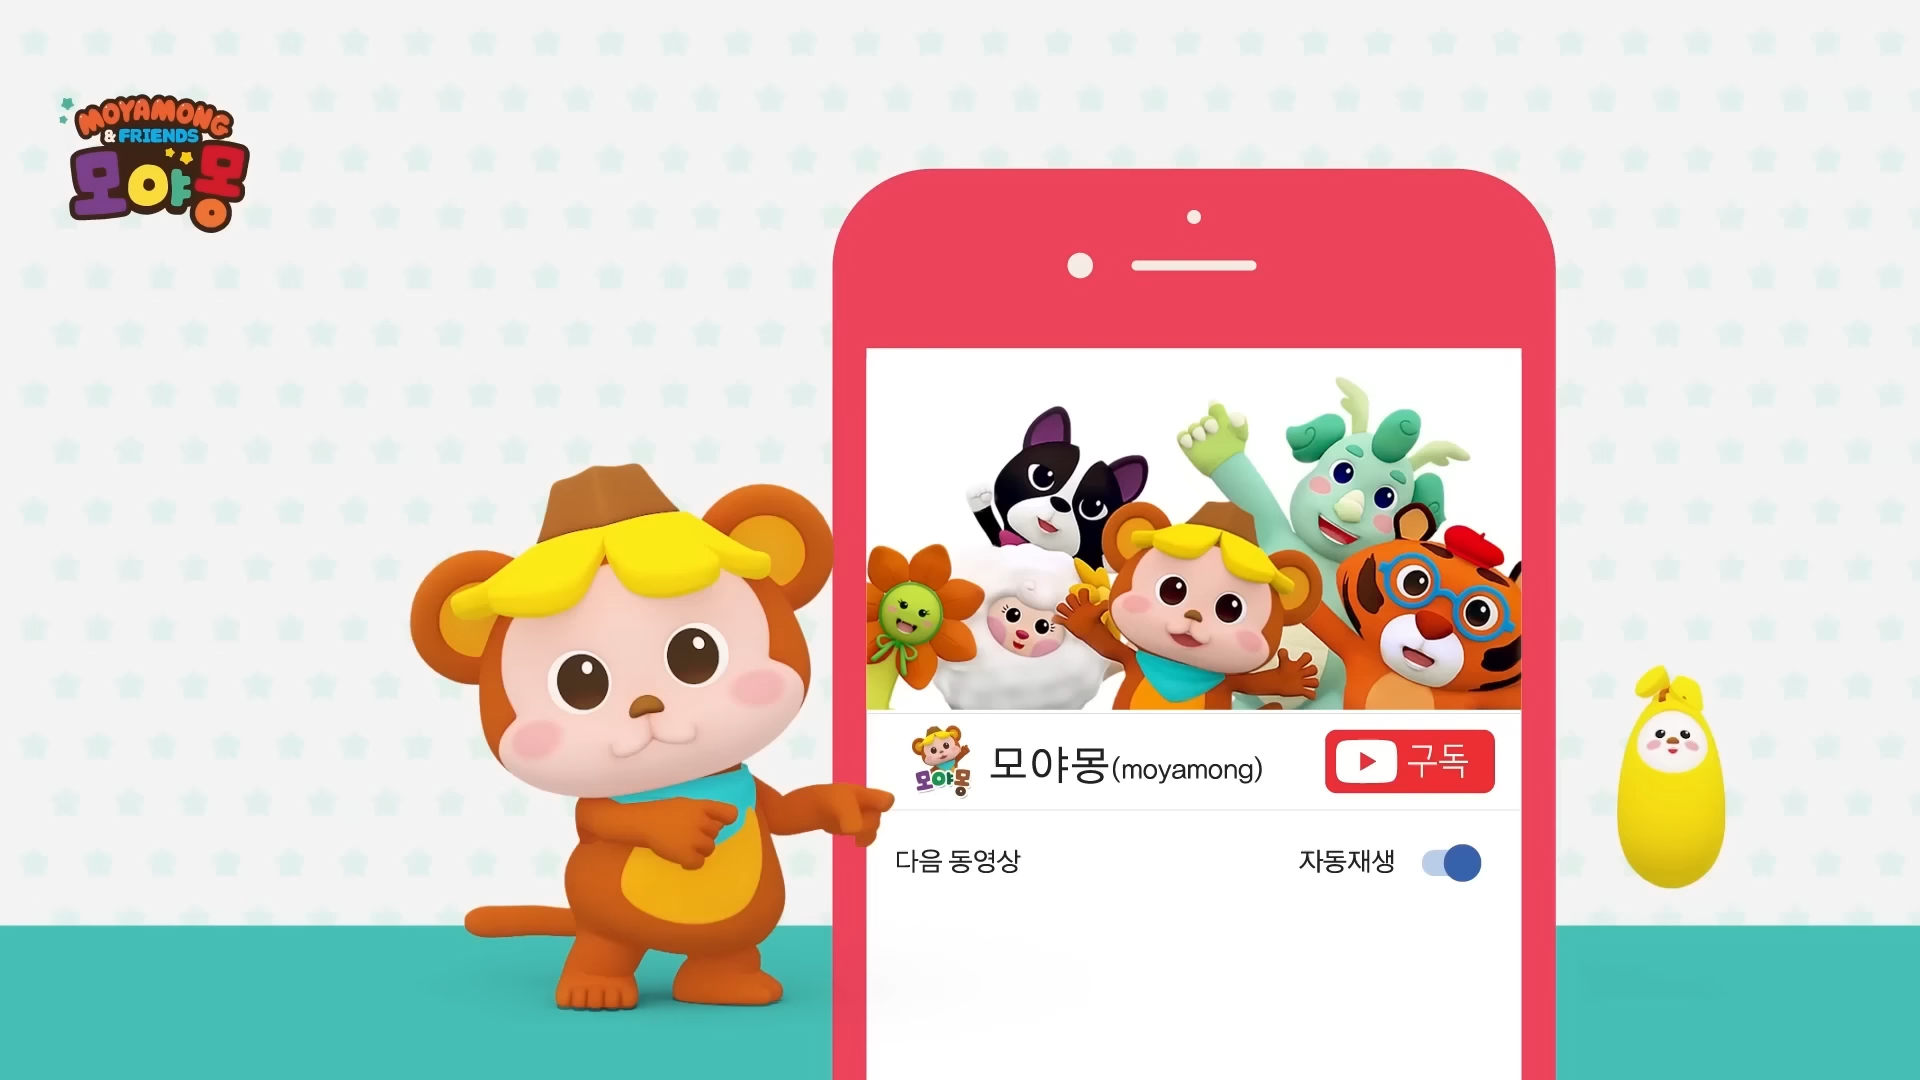 MOYAMONG
& FRIENDS
모야몽
모야몽
모야몽(moyamong)
구독
다음 동영상
자동재생